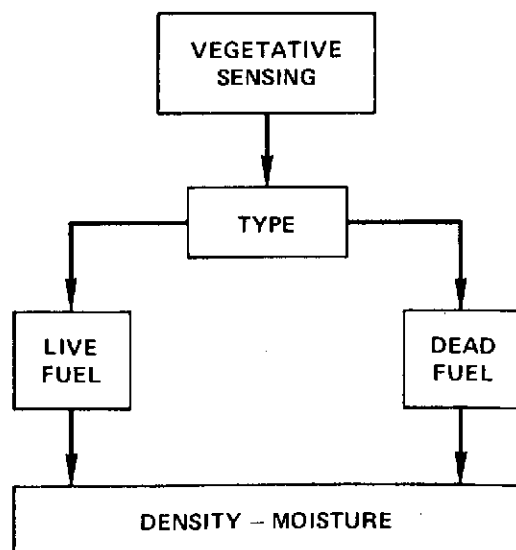 VEGETATIVE
SENSING
TYPE
LIVE
FUEL
DEAD
FUEL
DENSITY – MOISTURE